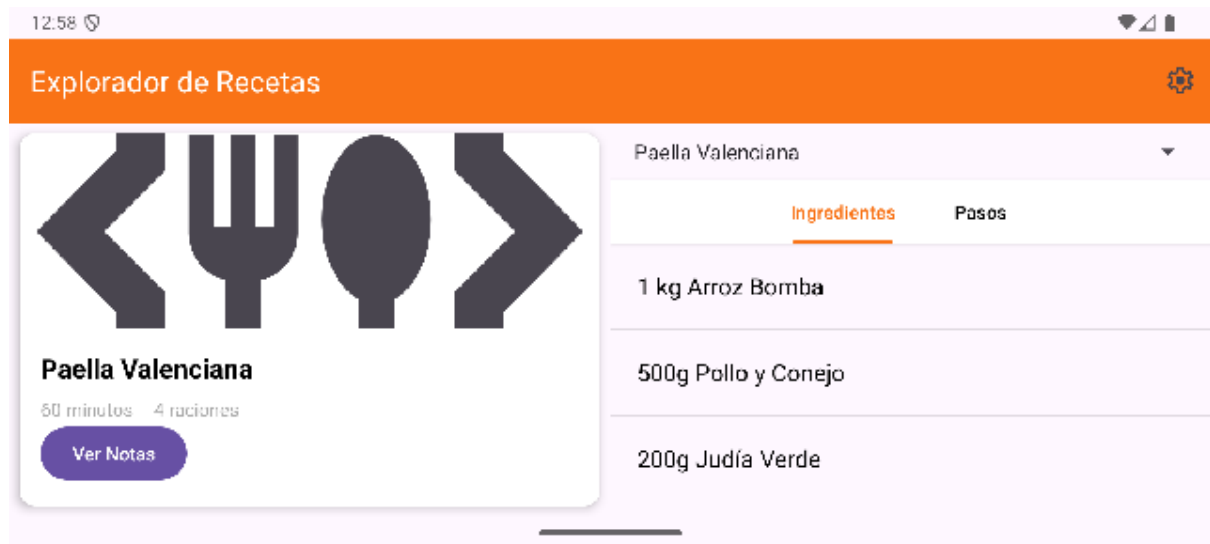 12:58
Explorador de Recetas
Paella Valenciana
60 minutos 4 raciones
Ver Notas
Paella Valenciana
Ingredientes Pasos
1 kg Arroz Bomba
500g Pollo y Conejo
200g Judía Verde